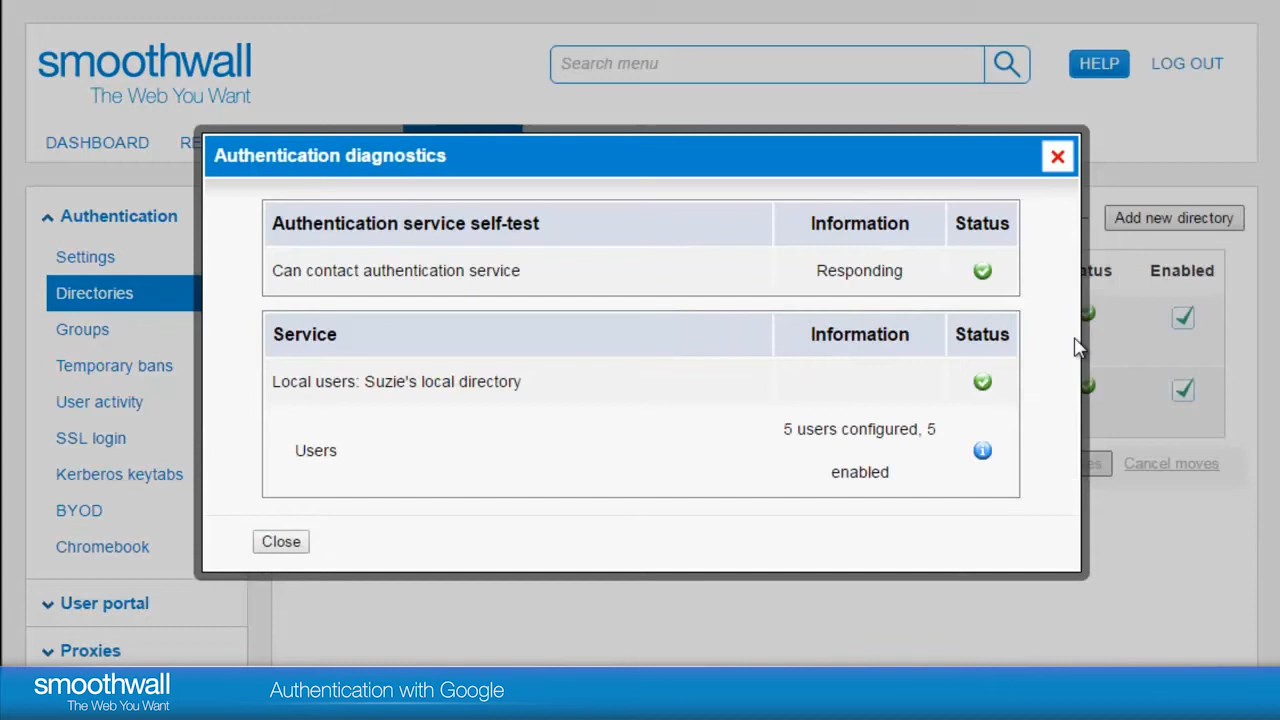 smoothwall
The Web You Want
Search menu
HELP
LOG OUT
DASHBOARD
Authentication diagnostics
Authentication service self-test Information Status
Can contact authentication service Responding
Service Information Status
Local users: Suzie's local directory
Users 5 users configured, 5
enabled
Close
Authentication
Settings
Directories
Groups
Temporary bans
User activity
SSL login
Kerberos keytabs
BYOD
Chromebook
User portal
Proxies
Add new directory
Enabled
Cancel moves
smoothwall
The Web You Want
Authentication with Google